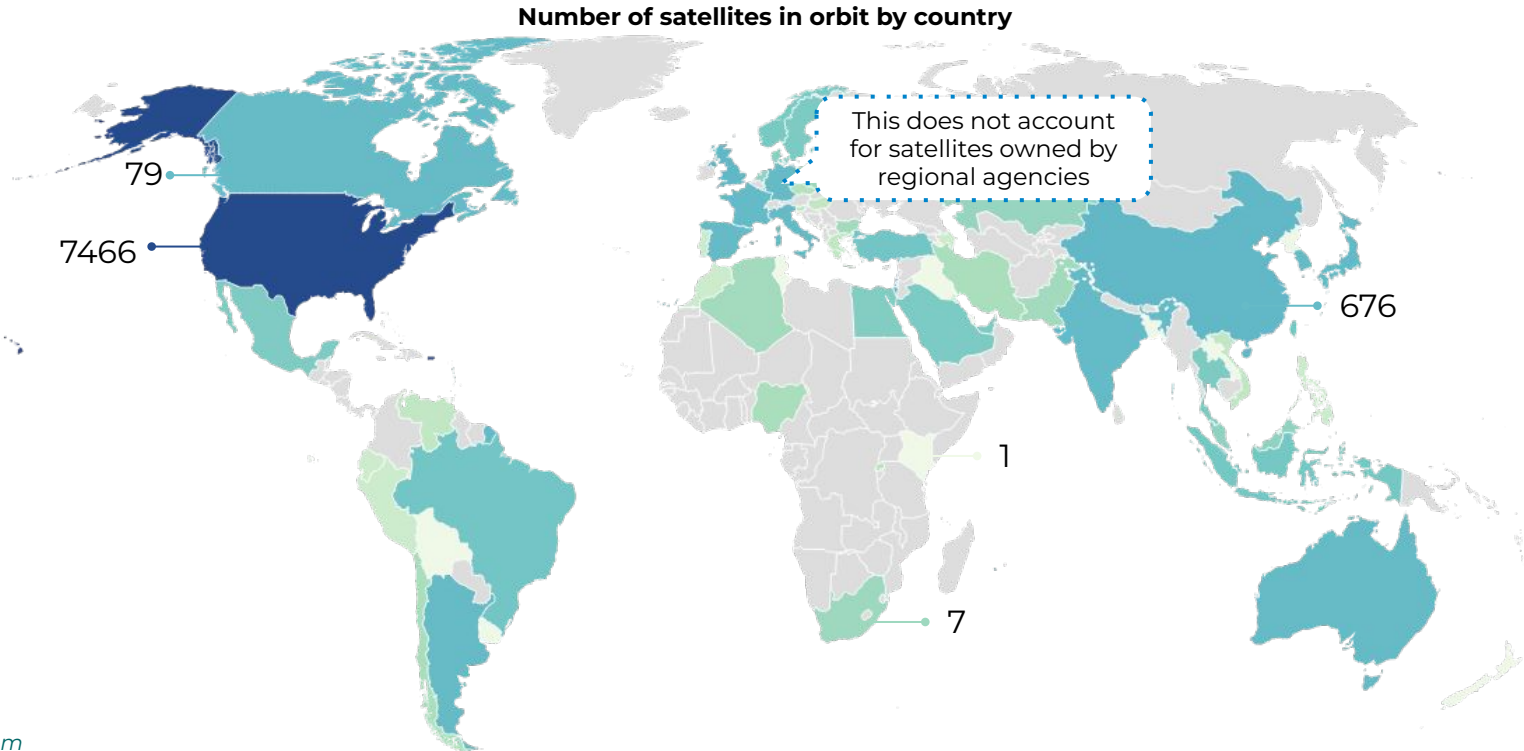 Number of satellites in orbit by country
This does not account
for satellites owned by
regional agencies
79
7466
676
1
7
m